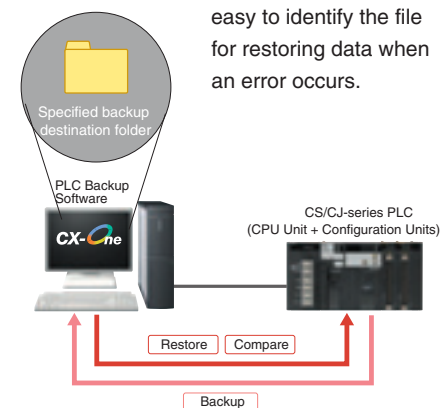 easy to identify the file
for restoring data when
an error occurs.
Specified backup
destination folder
PLC Backup
Software
CX-One
CS/CJ-series PLC
(CPU Unit + Configuration Units)
Restore
Compare
Backup